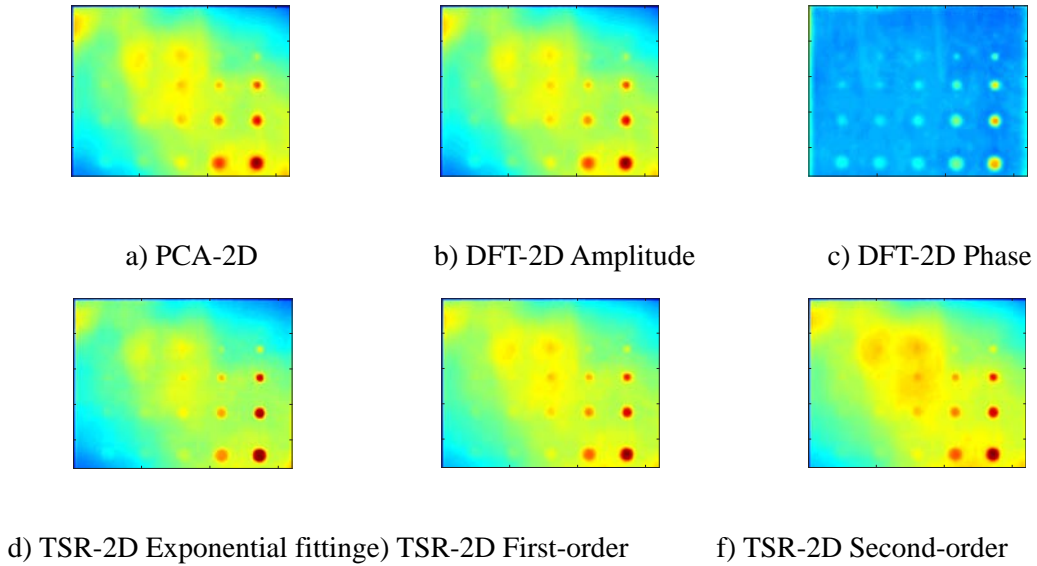 a) PCA-2D b) DFT-2D Amplitude c) DFT-2D Phase
d) TSR-2D Exponential fittinge) TSR-2D First-order f) TSR-2D Second-order